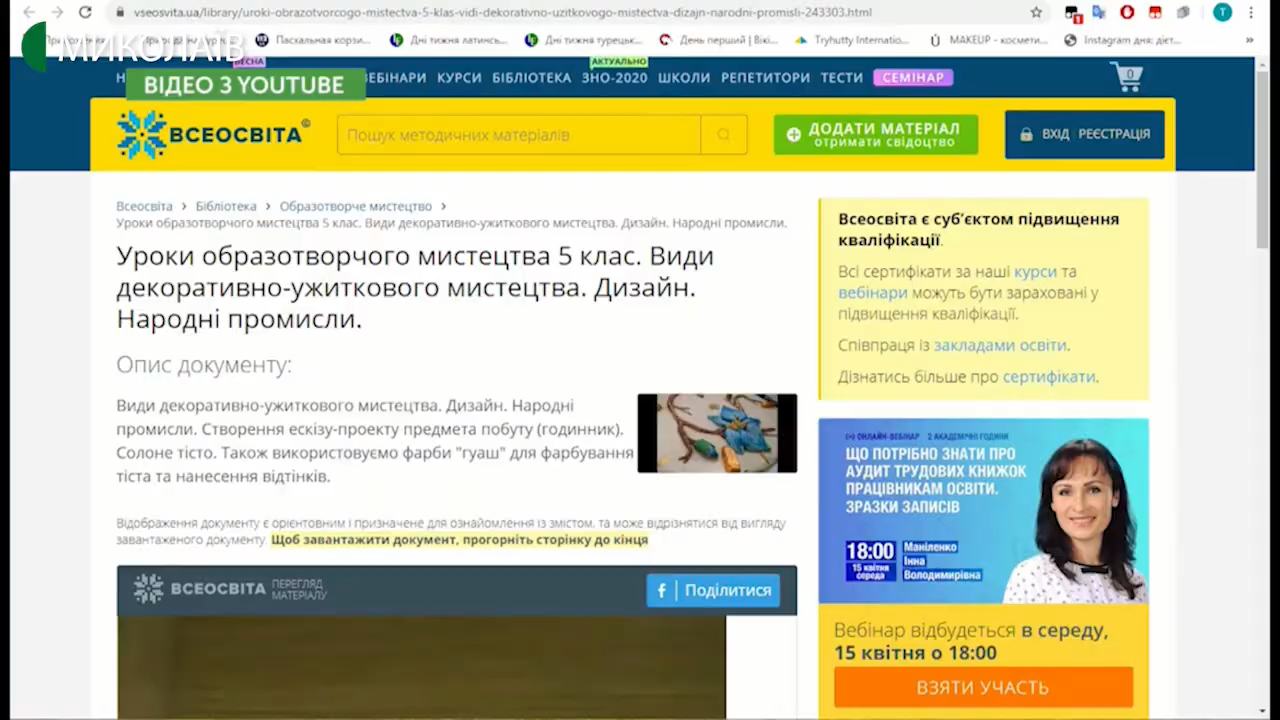 vseosvita.ua/library/uroki-obrazotvorcogo-mistectva-5-klas-vidi-dekorativno-uzitkovogo-mistectva-dizajn-narodni-promisli-243303.html
МИКОЛАЇВ
Пасхальная корзи...
Дні тижня латинсь...
Дні тижня турецьк...
День перший | Вікі...
Tryhutty Internatio...
MAKEUP - космети...
Instagram дня: дієт...
ВІДЕО З YOUTUBE
КУРСИ
БІБЛІОТЕКА
АКТУАЛЬНО
ЗНО-2020
ШКОЛИ
РЕПЕТИТОРИ
ТЕСТИ
СЕМІНАР
0
ВСЕОСВІТА©
Пошук методичних матеріалів
ДОДАТИ МАТЕРІАЛ
отримати свідоцтво
ВХІД РЕЄСТРАЦІЯ
Всеосвіта > Бібліотека > Образотворче мистецтво >
Уроки образотворчого мистецтва 5 клас. Види декоративно-ужиткового мистецтва. Дизайн. Народні промисли.
Уроки образотворчого мистецтва 5 клас. Види
декоративно-ужиткового мистецтва. Дизайн.
Народні промисли.
Опис документу:
Види декоративно-ужиткового мистецтва. Дизайн. Народні
промисли. Створення ескізу-проекту предмета побуту (годинник).
Солоне тісто. Також використовуємо фарби "гуаш" для фарбування
тіста та нанесення відтінків.
Відображення документу є орієнтовним і призначене для ознайомлення із змістом, та може відрізнятися від вигляду
завантаженого документу. Щоб завантажити документ, прогорніть сторінку до кінця
ВСЕОСВІТА
ПЕРЕГЛЯД
МАТЕРІАЛУ
f | Поділитися
Всеосвіта є суб'єктом підвищення
кваліфікації.
Всі сертифікати за наші курси та
вебінари можуть бути зараховані у
підвищення кваліфікації.
Співпраця із закладами освіти.
Дізнатись більше про сертифікати.
ОНЛАЙН-ВЕБІНАР 2 АКАДЕМІЧНІ ГОДИНИ
ЩО ПОТРІБНО ЗНАТИ ПРО
АУДИТ ТРУДОВИХ КНИЖОК
ПРАЦІВНИКАМ ОСВІТИ.
ЗРАЗКИ ЗАПИСІВ
18:00
15 квітня
середа
Маніленко
Інна
Володимирівна
Вебінар відбудеться в середу,
15 квітня о 18:00
ВЗЯТИ УЧАСТЬ